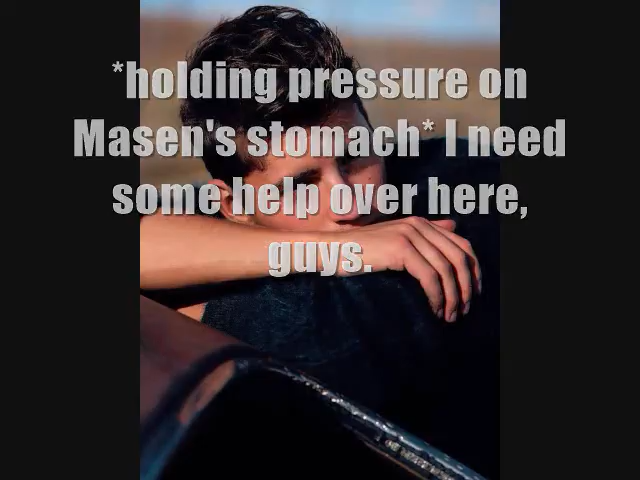 *holding pressure on
Masen's stomach* I need
some help over here,
guys.